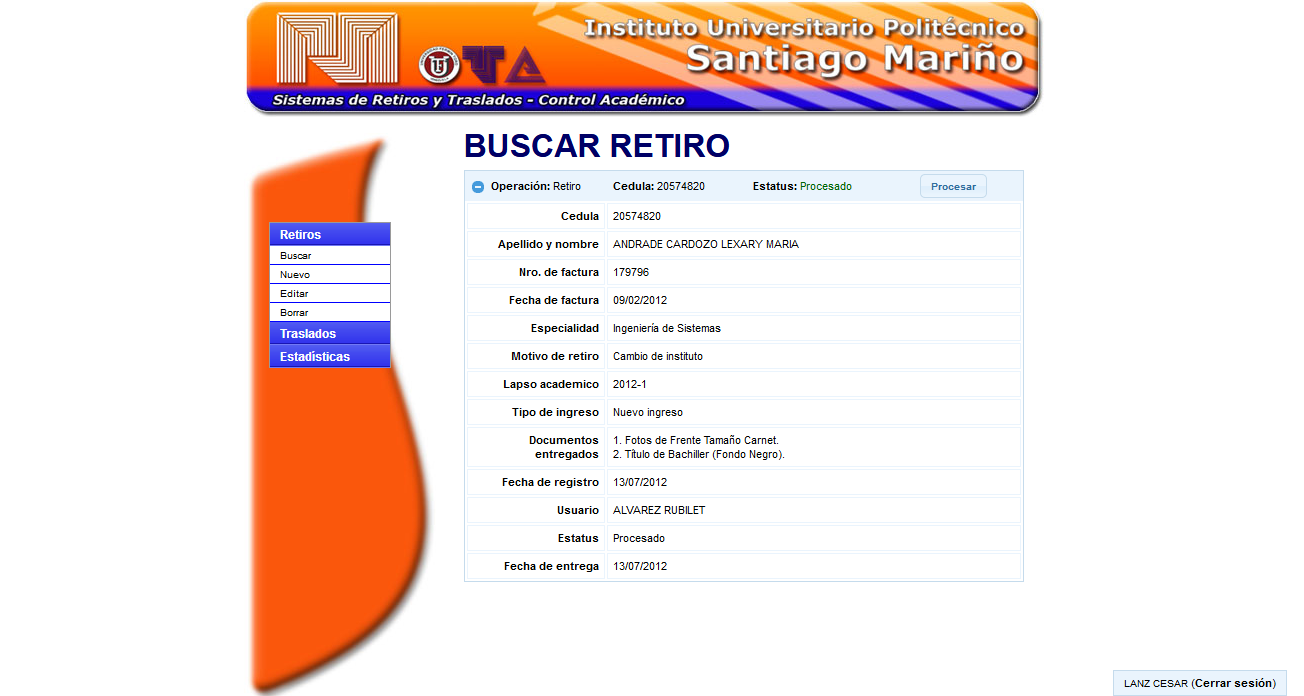 Instituto Universitario Politécnico
Santiago Mariño
Sistemas de Retiros y Traslados - Control Académico
BUSCAR RETIRO
Operación: Retiro Cedula: 20574820 Estatus: Procesado Procesar
Retiros
Buscar
Nuevo
Editar
Borrar
Traslados
Estadísticas
Cedula 20574820
Apellido y nombre ANDRADE CARDOZO LEXARY MARIA
Nro. de factura 179796
Fecha de factura 09/02/2012
Especialidad Ingeniería de Sistemas
Motivo de retiro Cambio de instituto
Lapso academico 2012-1
Tipo de ingreso Nuevo ingreso
Documentos 1. Fotos de Frente Tamaño Carnet.
entregados 2. Título de Bachiller (Fondo Negro).
Fecha de registro 13/07/2012
Usuario ALVAREZ RUBILET
Estatus Procesado
Fecha de entrega 13/07/2012
LANZ CESAR (Cerrar sesión)